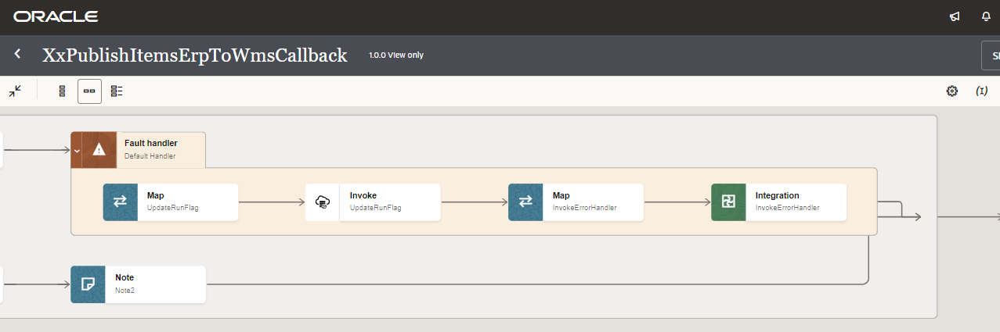 ORACLE
XxPublishItemsErpToWmsCallback
1.0.0 View only
(x)
Fault handler
Default Handler
Map
UpdateRunFlag
Invoke
UpdateRunFlag
Map
InvokeErrorHandler
Integration
InvokeErrorHandler
Note
Note2